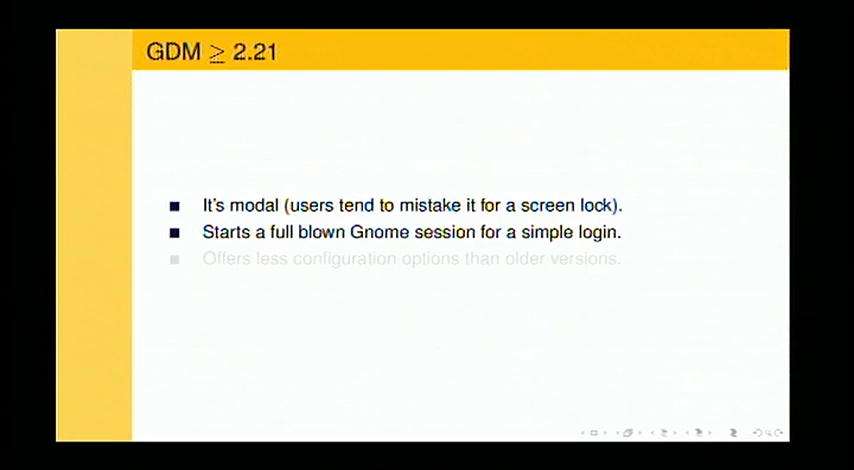 GDM ≥ 2.21
It's modal (users tend to mistake it for a screen lock).
Starts a full blown Gnome session for a simple login.
Offers less configuration options than older versions.